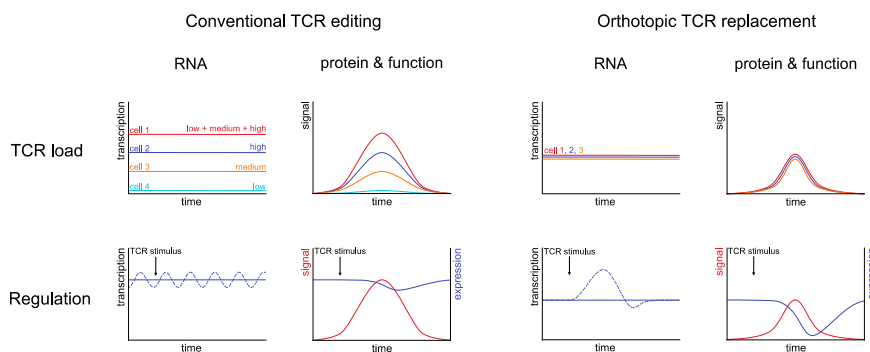 Conventional TCR editing
Orthotopic TCR replacement
RNA
protein & function
RNA
protein & function
TCR load
transcription
cell 1
low + medium + high
cell 2
high
cell 3
medium
cell 4
low
time
signal
time
transcription
cell 1, 2, 3
time
signal
time
Regulation
transcription
TCR stimulus
time
signal
TCR stimulus
expression
time
transcription
TCR stimulus
time
signal
TCR stimulus
expression
time